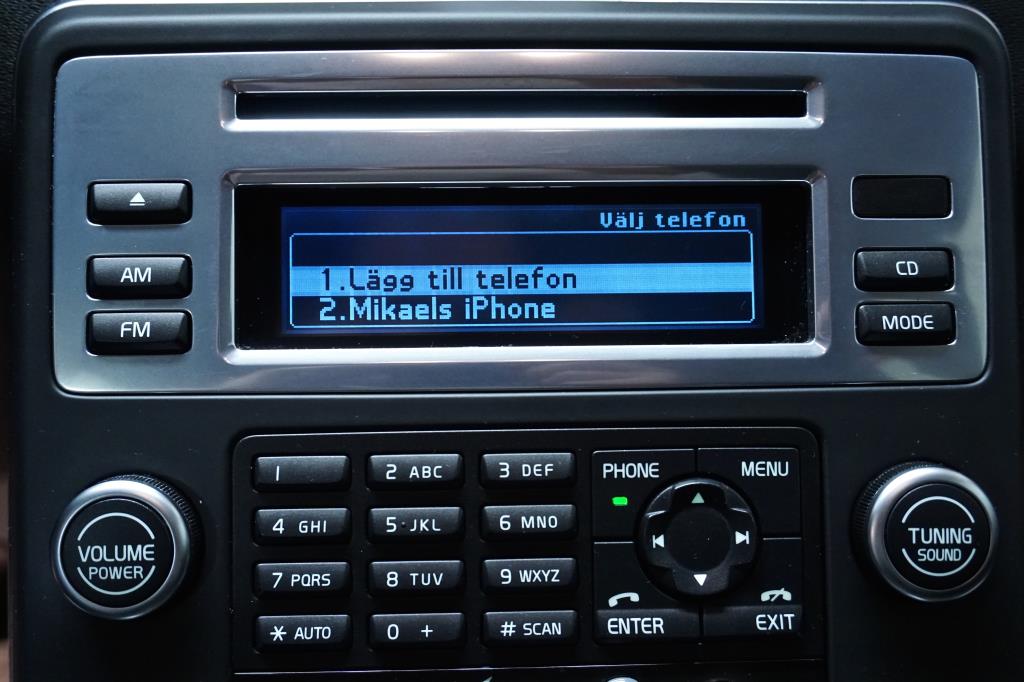 Välj telefon
1.Lägg till telefon
2.Mikaels iPhone
AM
FM
CD
MODE
VOLUME
POWER
1
2 ABC
3 DEF
4 GHI
5 JKL
6 MNO
7 PQRS
8 TUV
9 WXYZ
* AUTO
0 +
# SCAN
PHONE
MENU
ENTER
EXIT
TUNING
SOUND